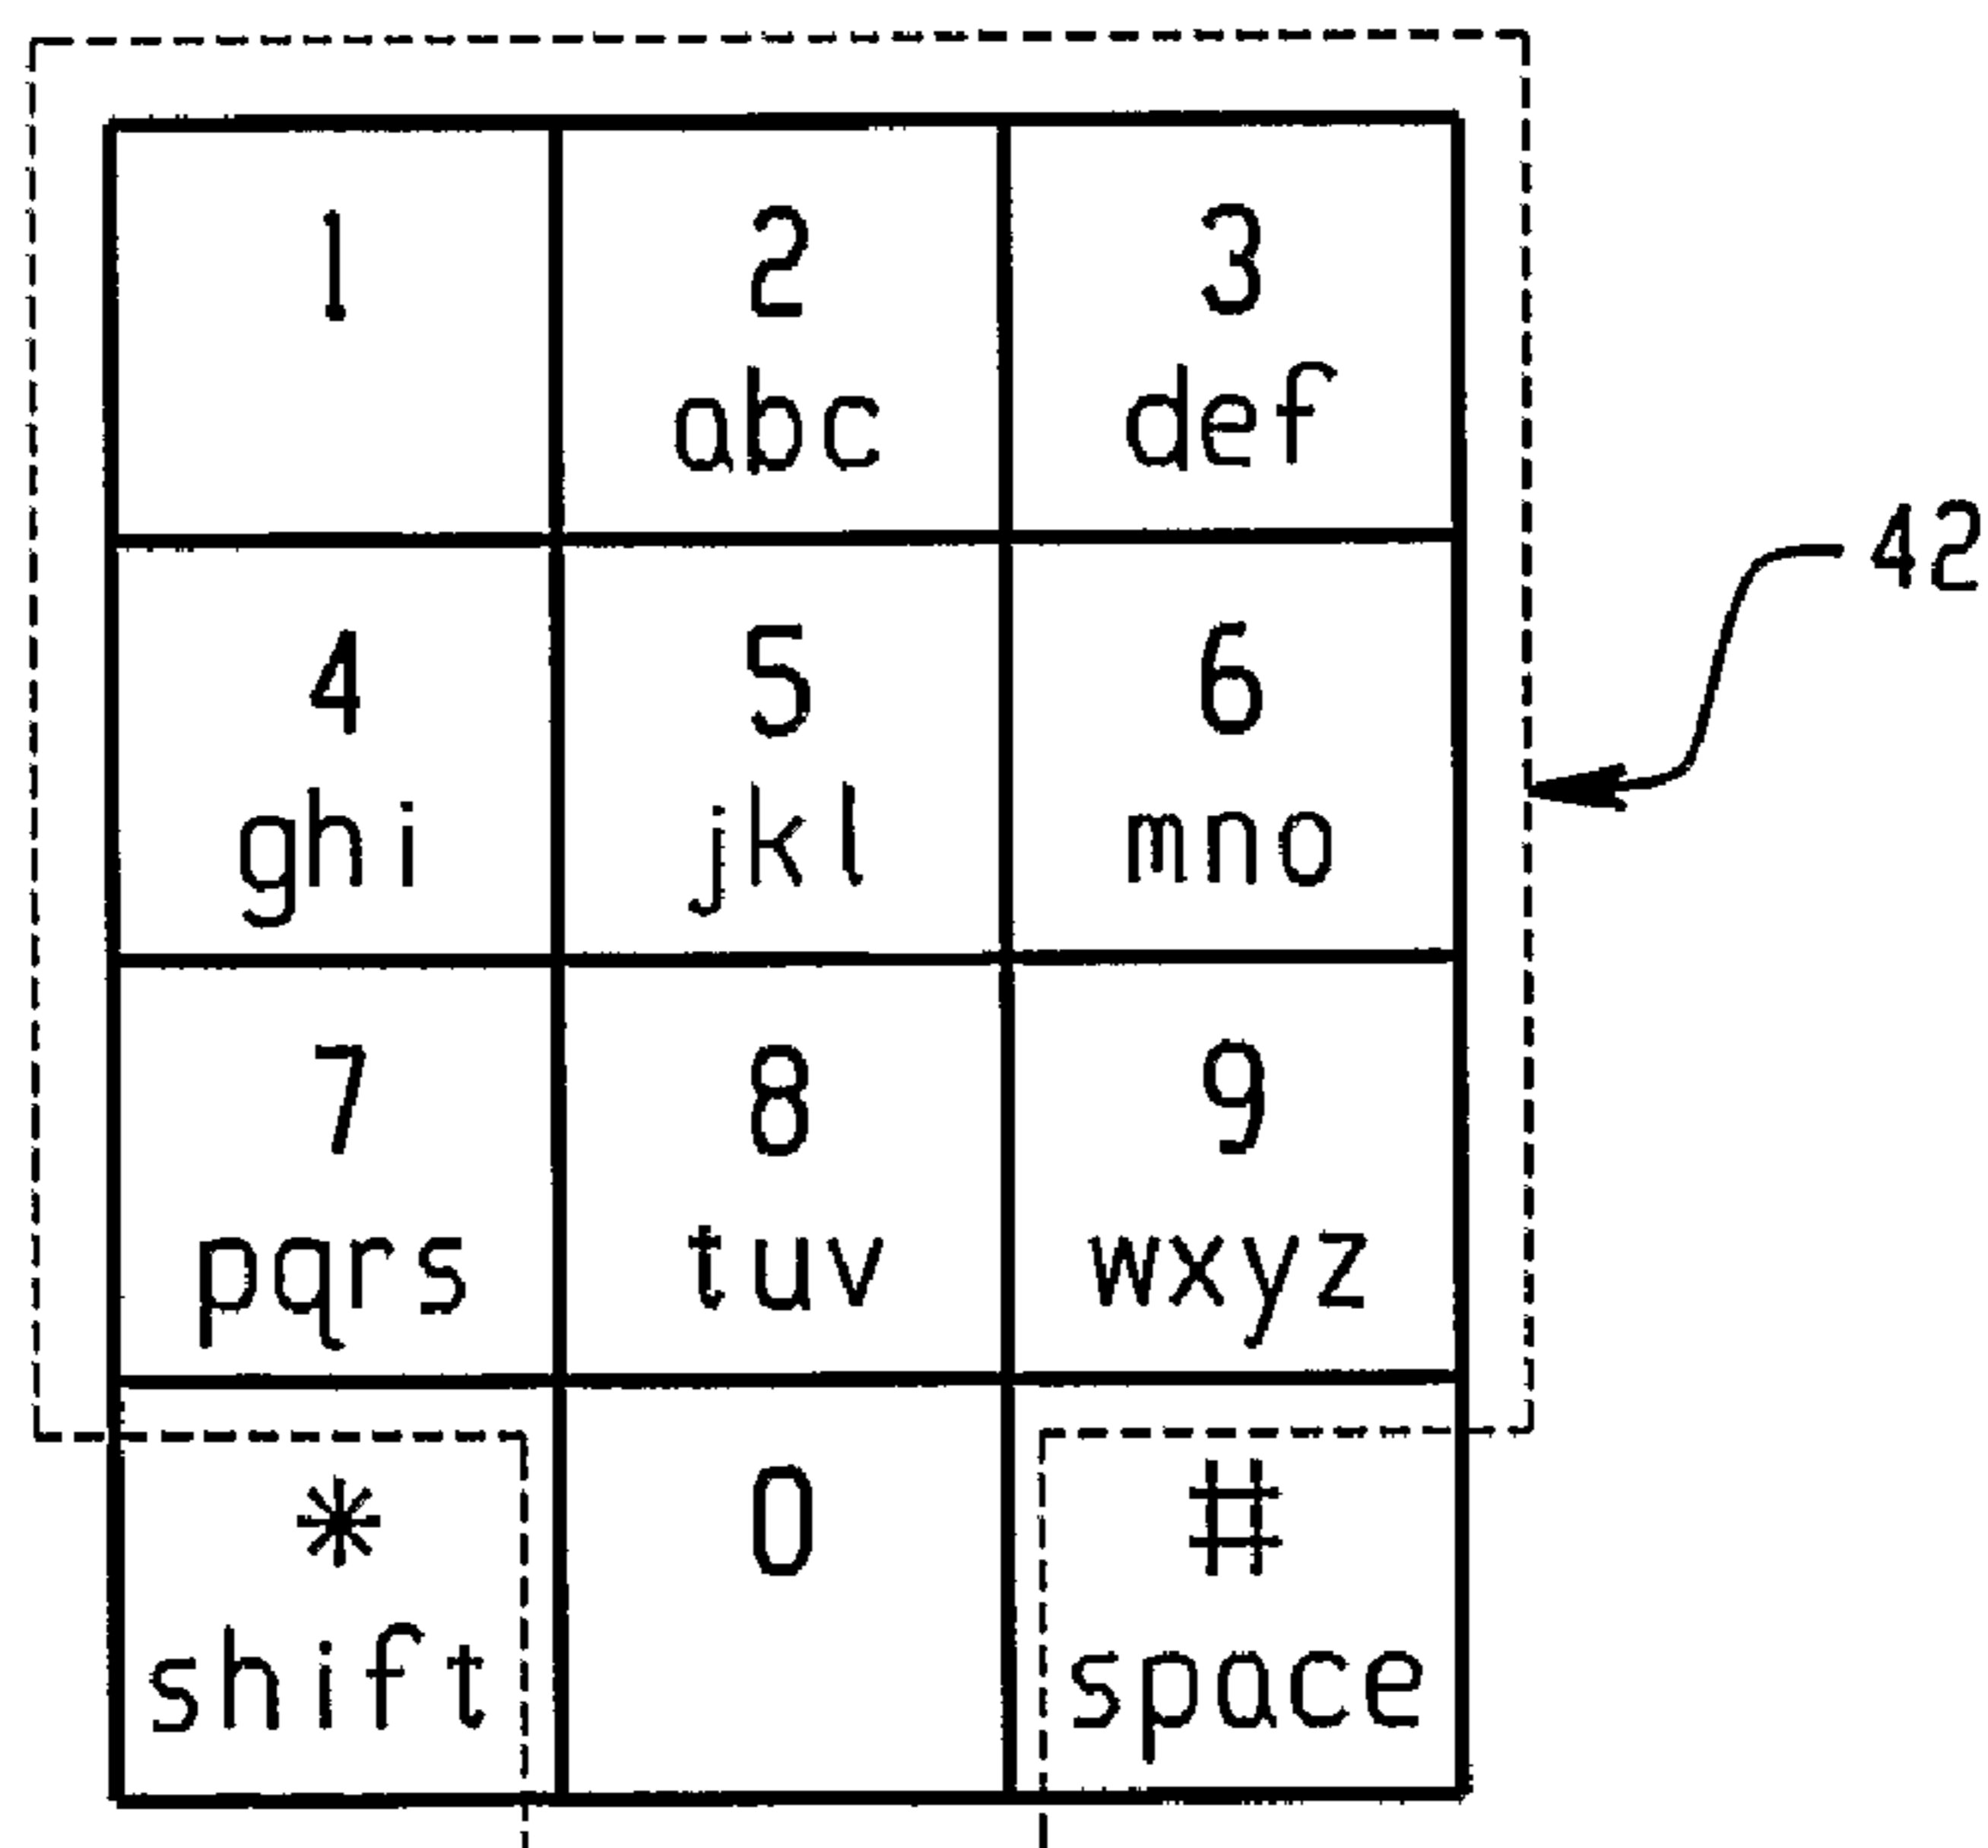 1 2 3
abc def
42
4 5 6
ghi jkl mno
7 8 9
pqrs tuv wxyz
* 0 #
shift space